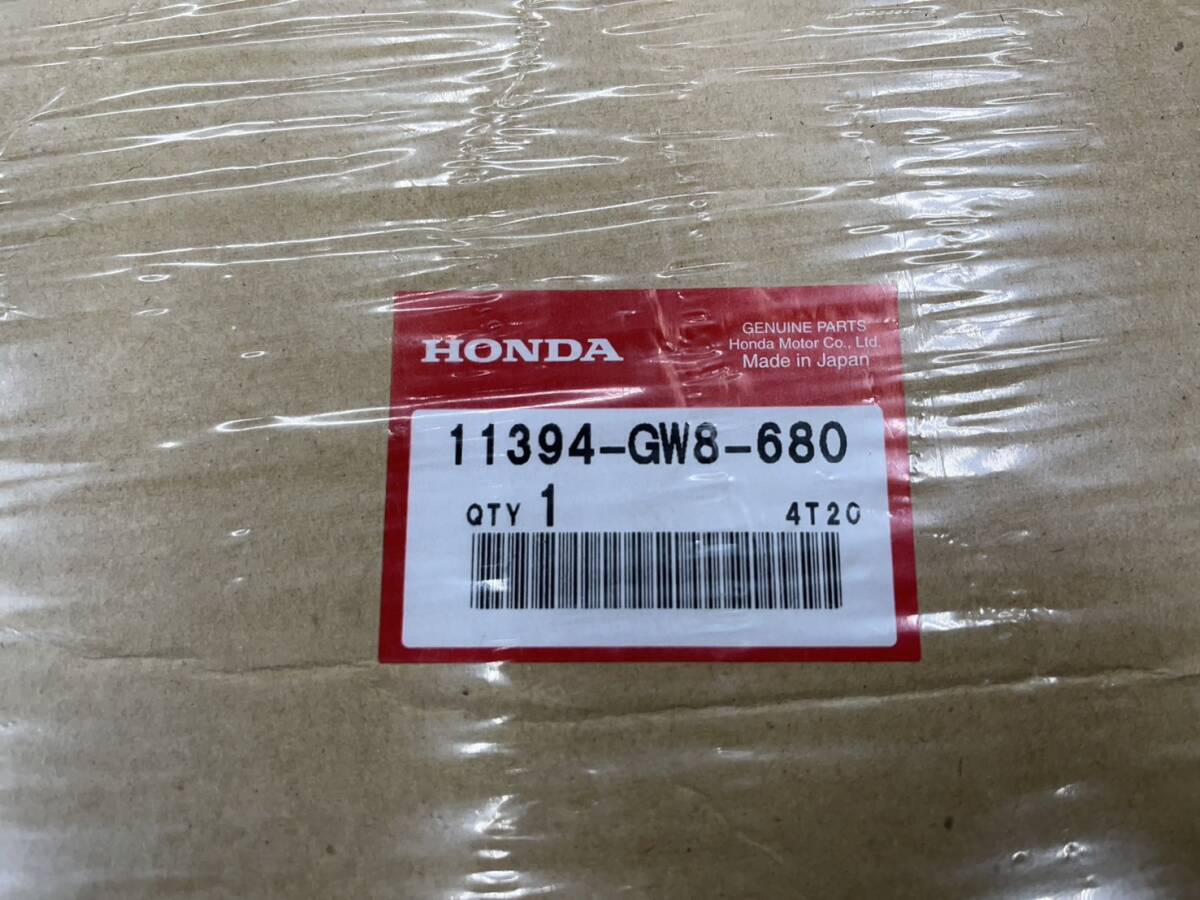 HONDA
GENUINE PARTS
Honda Motor Co., Ltd.
Made in Japan
11394-GW8-680
QTY 1 4T20